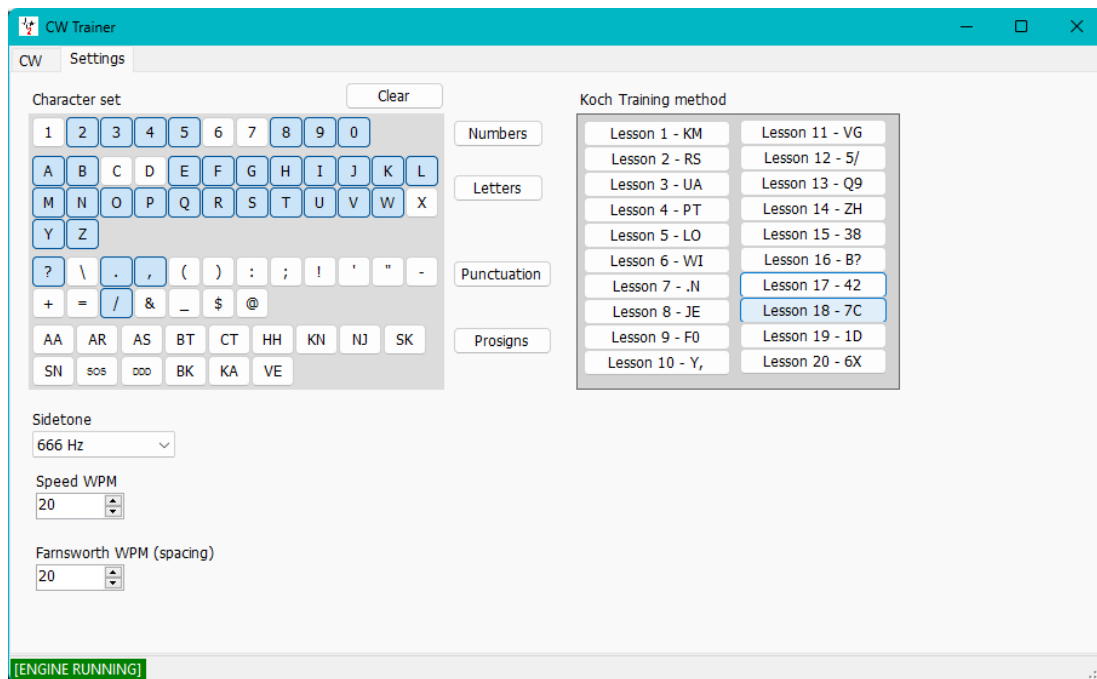 CW Trainer
CW Settings
Character set Clear Koch Training method
1 2 3 4 5 6 7 8 9 0 Numbers
A B C D E F G H I J K L Letters
M N O P Q R S T U V W X
Y Z
? \ . , ( ) : ; ! ' " - Punctuation
+ = / & _ $ @
AA AR AS BT CT HH KN NJ SK Prosigns
SN SOS DDD BK KA VE
Lesson 1 - KM
Lesson 2 - RS
Lesson 3 - UA
Lesson 4 - PT
Lesson 5 - LO
Lesson 6 - WI
Lesson 7 - .N
Lesson 8 - JE
Lesson 9 - F0
Lesson 10 - Y,
Lesson 11 - VG
Lesson 12 - 5/
Lesson 13 - Q9
Lesson 14 - ZH
Lesson 15 - 38
Lesson 16 - B?
Lesson 17 - 42
Lesson 18 - 7C
Lesson 19 - 1D
Lesson 20 - 6X
Sidetone
666 Hz
Speed WPM
20
Farnsworth WPM (spacing)
20
[ENGINE RUNNING]